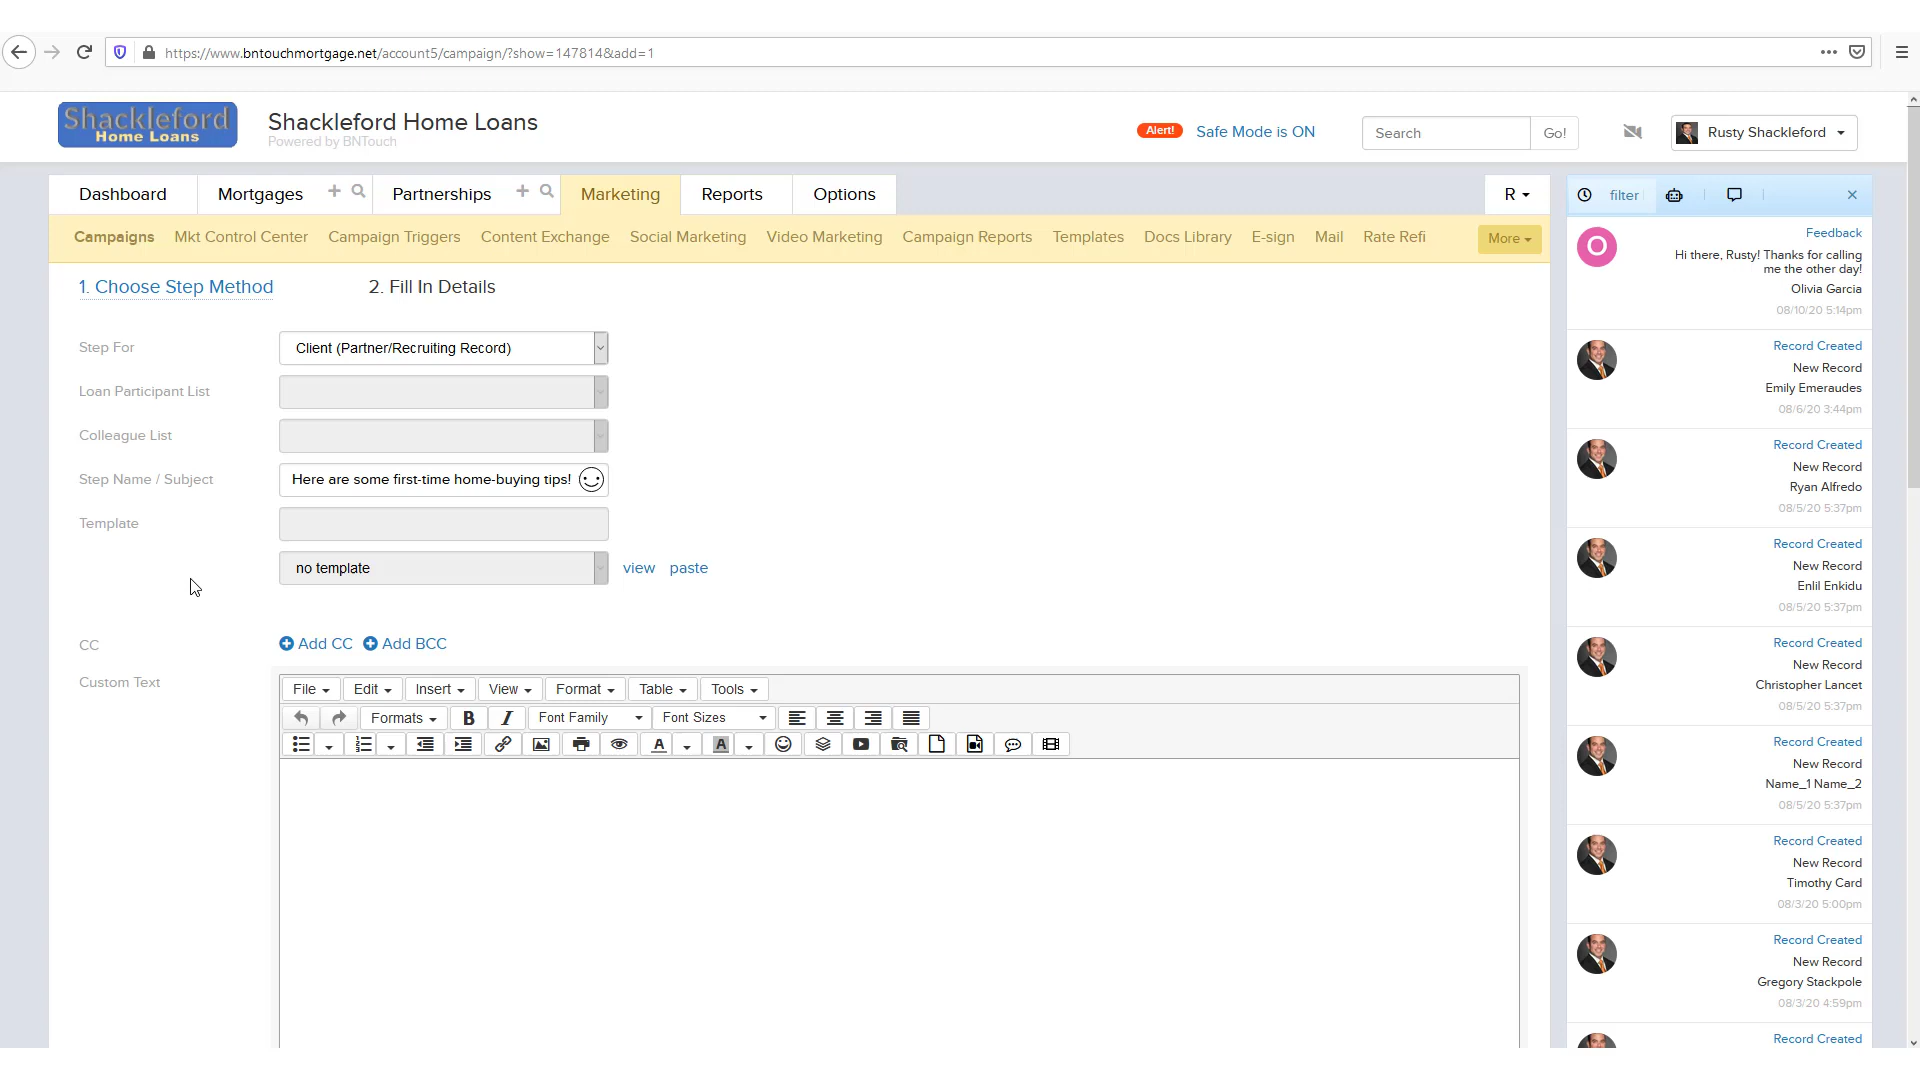 https://www.bntouchmortgage.net/account5/campaign/?show=147814&add=1
Shackleford
Home Loans
Shackleford Home Loans
Powered by BNTouch
Alert!
Safe Mode is ON
Search
Go!
Rusty Shackleford
Dashboard
Mortgages
Partnerships
Marketing
Reports
Options
R
Campaigns
Mkt Control Center
Campaign Triggers
Content Exchange
Social Marketing
Video Marketing
Campaign Reports
Templates
Docs Library
E-sign
Mail
Rate Refi
More
1. Choose Step Method
2. Fill In Details
Step For
Client (Partner/Recruiting Record)
Loan Participant List
Colleague List
Step Name / Subject
Here are some first-time home-buying tips!
Template
no template
view
paste
CC
Add CC
Add BCC
Custom Text
File
Edit
Insert
View
Format
Table
Tools
Formats
B
I
Font Family
Font Sizes
A
A
filter
Feedback
O
Hi there, Rusty! Thanks for calling
me the other day!
Olivia Garcia
08/10/20 5:14pm
Record Created
New Record
Emily Emeraudes
08/6/20 3:44pm
Record Created
New Record
Ryan Alfredo
08/5/20 5:37pm
Record Created
New Record
Enlil Enkidu
08/5/20 5:37pm
Record Created
New Record
Christopher Lancet
08/5/20 5:37pm
Record Created
New Record
Name_1 Name_2
08/5/20 5:37pm
Record Created
New Record
Timothy Card
08/3/20 5:00pm
Record Created
New Record
Gregory Stackpole
08/3/20 4:59pm
Record Created